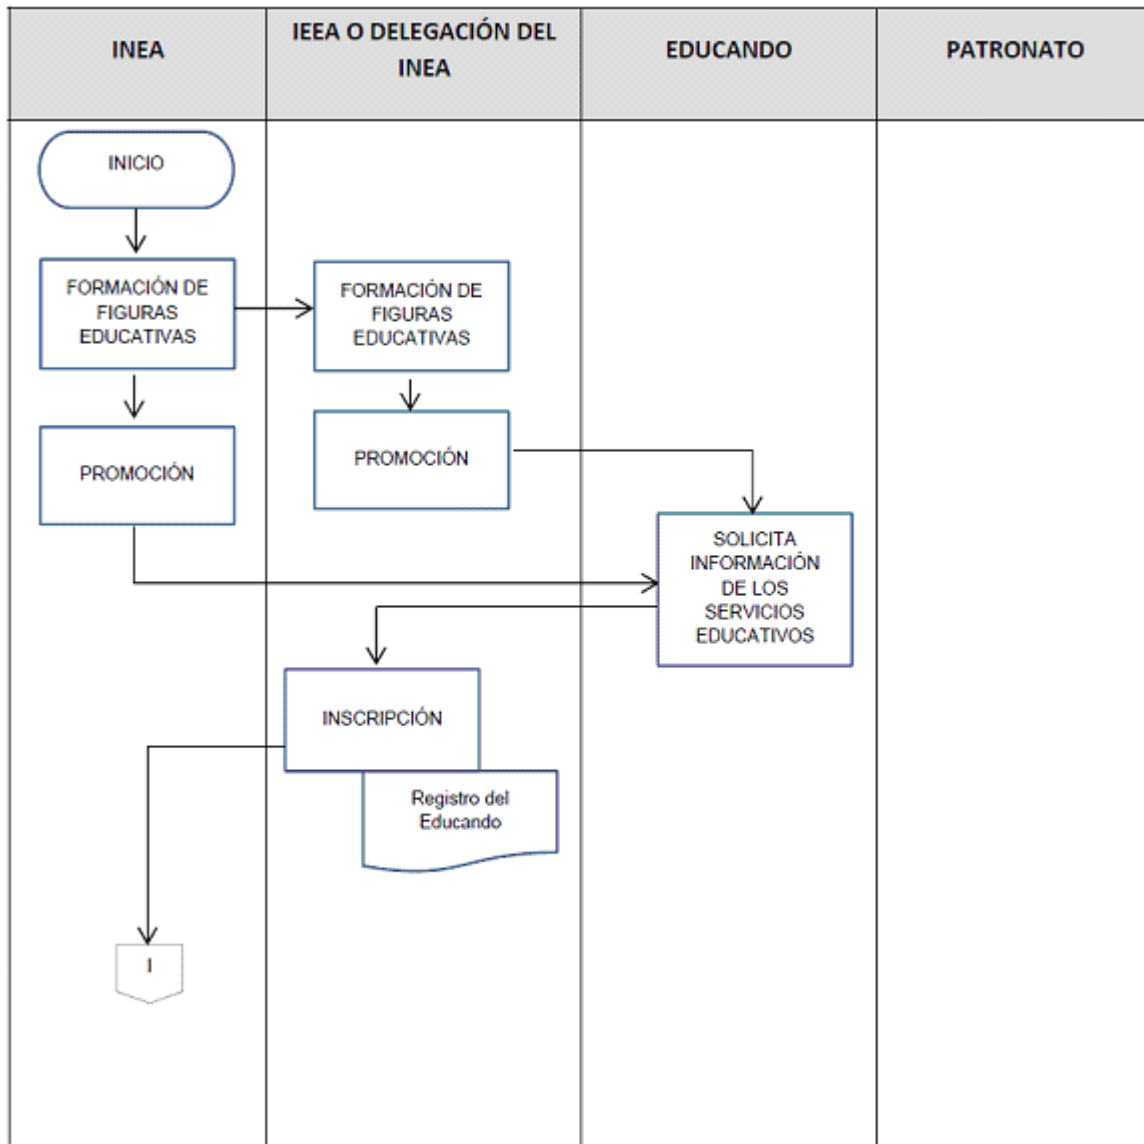 INEA
IEEA O DELEGACIÓN DEL
INEA
EDUCANDO
PATRONATO
INICIO
FORMACIÓN DE
FIGURAS
EDUCATIVAS
FORMACIÓN DE
FIGURAS
EDUCATIVAS
PROMOCIÓN
PROMOCIÓN
SOLICITA
INFORMACIÓN
DE LOS
SERVICIOS
EDUCATIVOS
INSCRIPCIÓN
Registro del
Educando
I